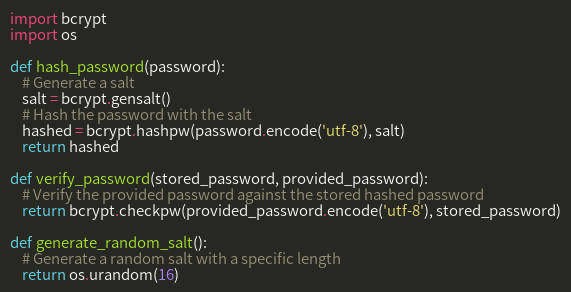 import bcrypt
import os

def hash_password(password):
    # Generate a salt
    salt = bcrypt.gensalt()
    # Hash the password with the salt
    hashed = bcrypt.hashpw(password.encode('utf-8'), salt)
    return hashed

def verify_password(stored_password, provided_password):
    # Verify the provided password against the stored hashed password
    return bcrypt.checkpw(provided_password.encode('utf-8'), stored_password)

def generate_random_salt():
    # Generate a random salt with a specific length
    return os.urandom(16)